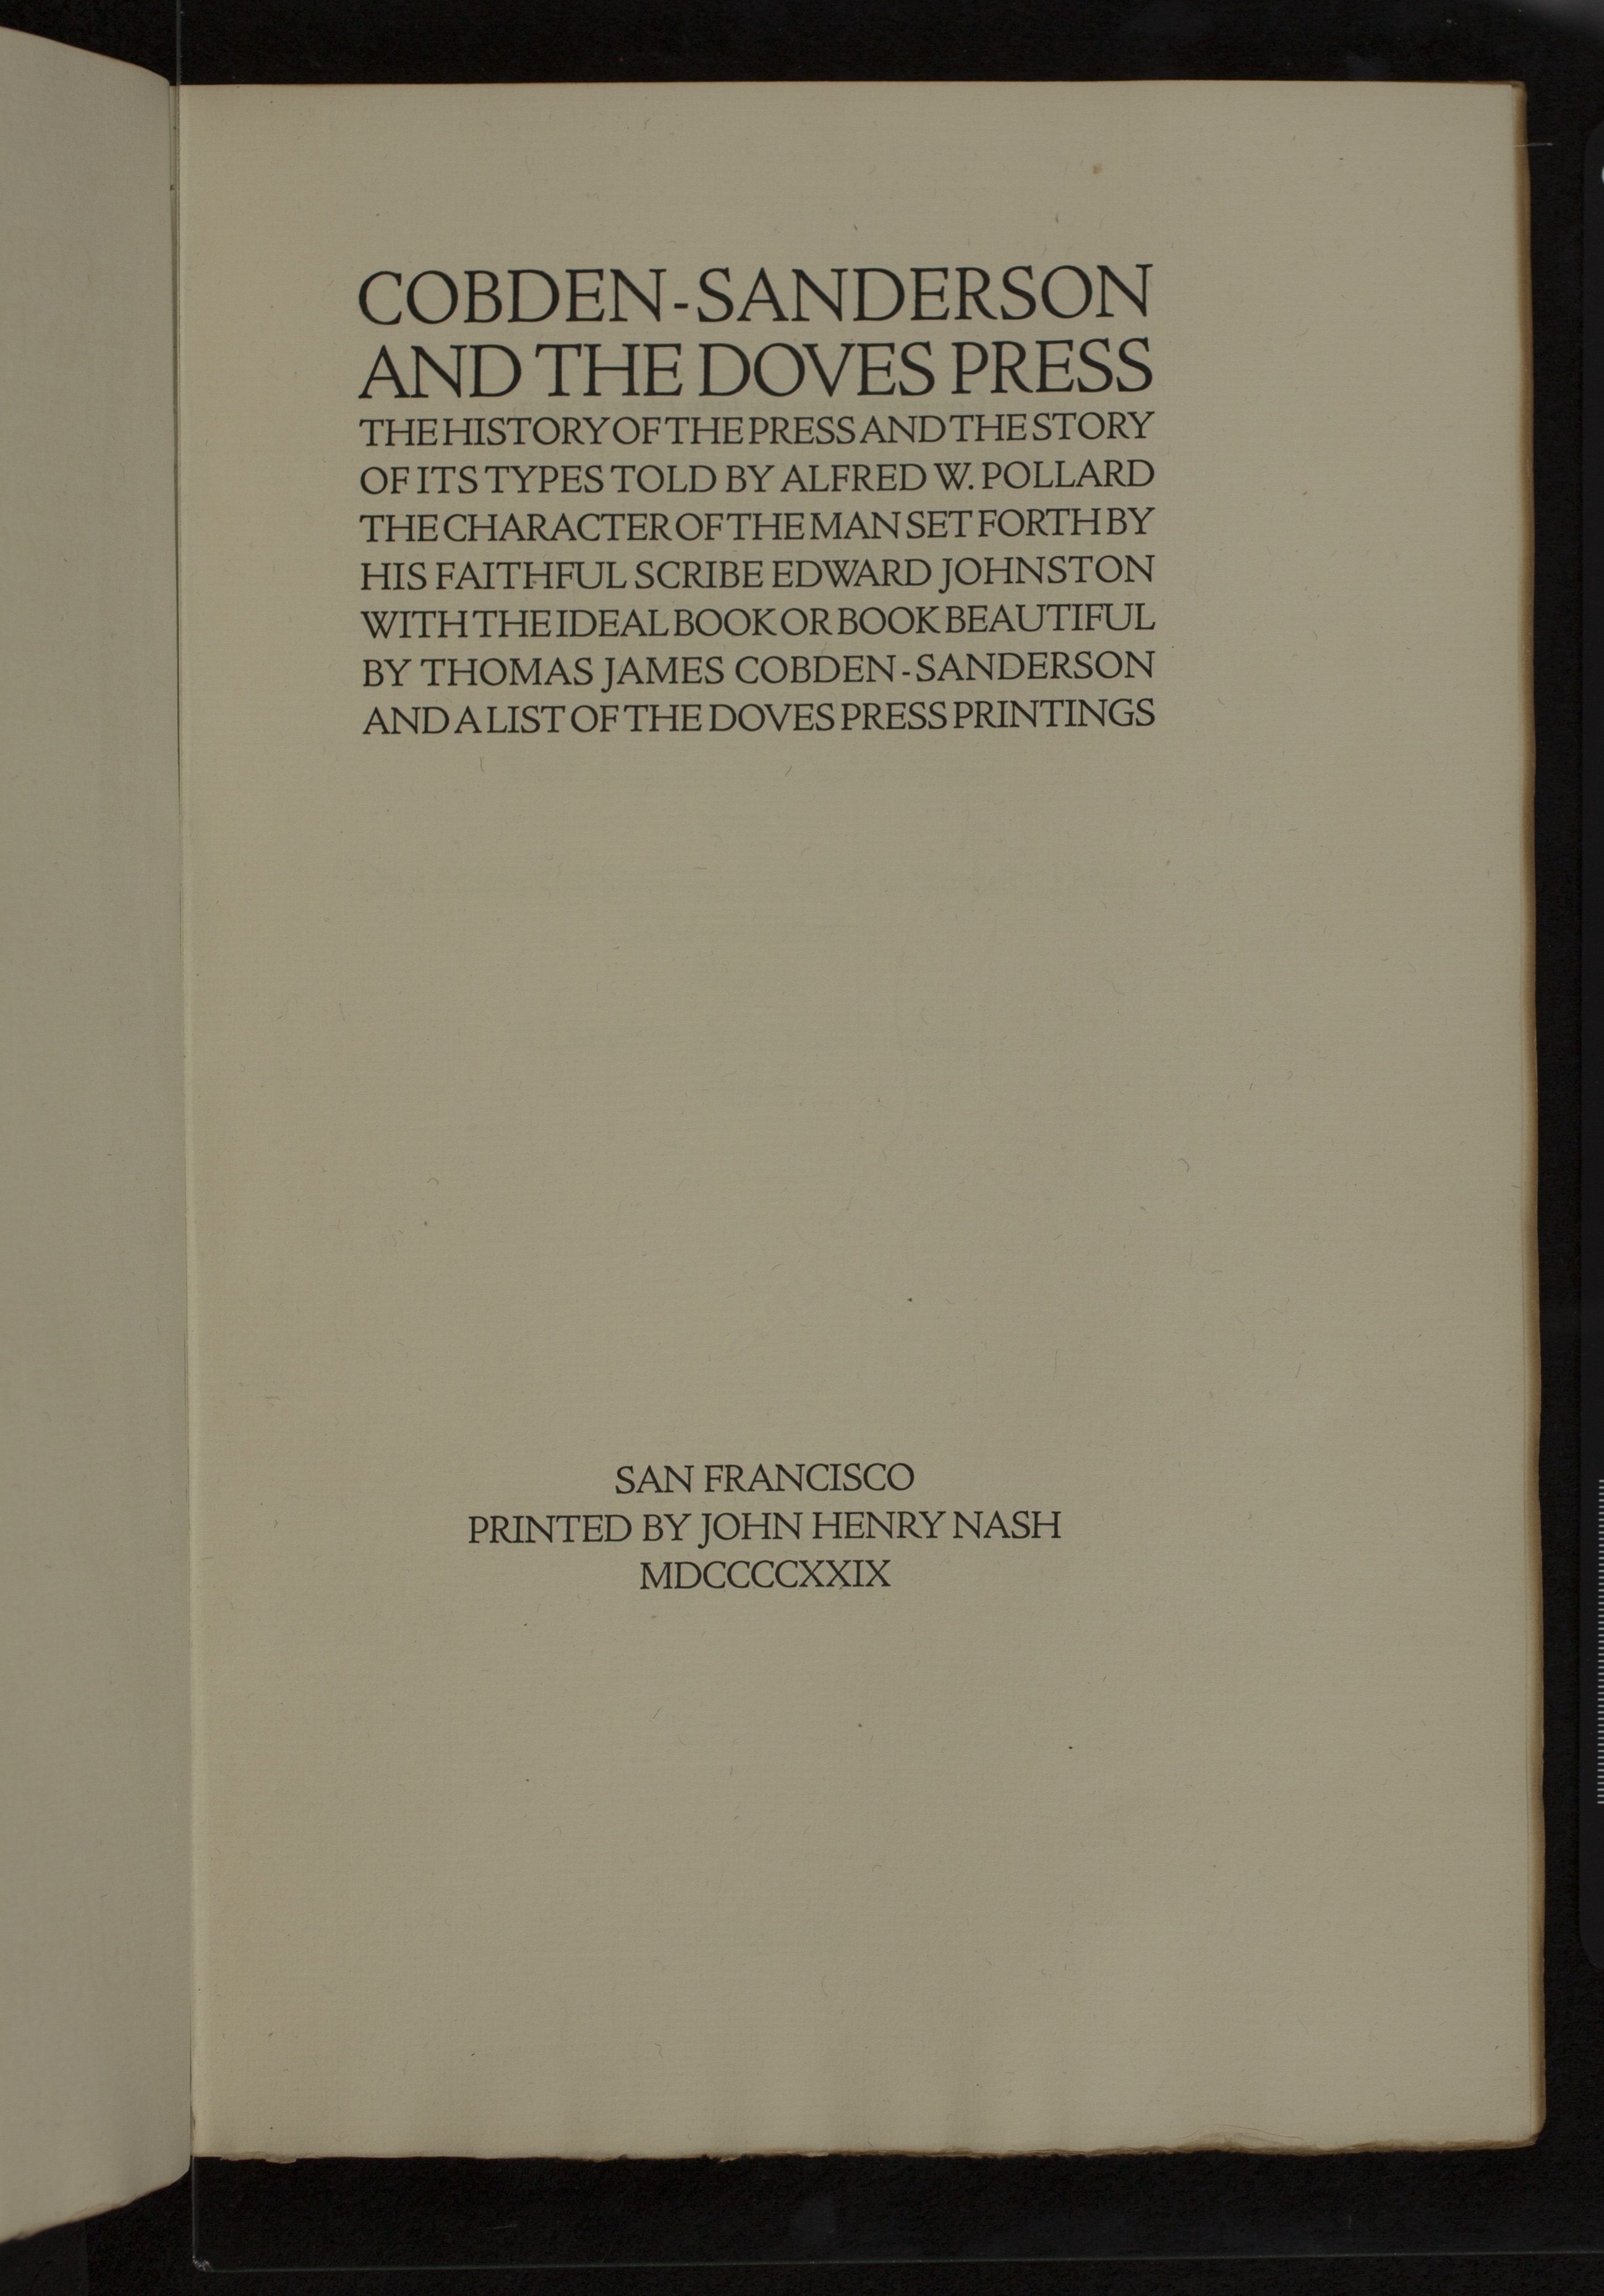 COBDEN-SANDERSON
AND THE DOVES PRESS
THE HISTORY OF THE PRESS AND THE STORY
OF ITS TYPES TOLD BY ALFRED W. POLLARD
THE CHARACTER OF THE MAN SET FORTH BY
HIS FAITHFUL SCRIBE EDWARD JOHNSTON
WITH THE IDEAL BOOK OR BOOK BEAUTIFUL
BY THOMAS JAMES COBDEN-SANDERSON
AND A LIST OF THE DOVES PRESS PRINTINGS
SAN FRANCISCO
PRINTED BY JOHN HENRY NASH
MDCCCCXXIX